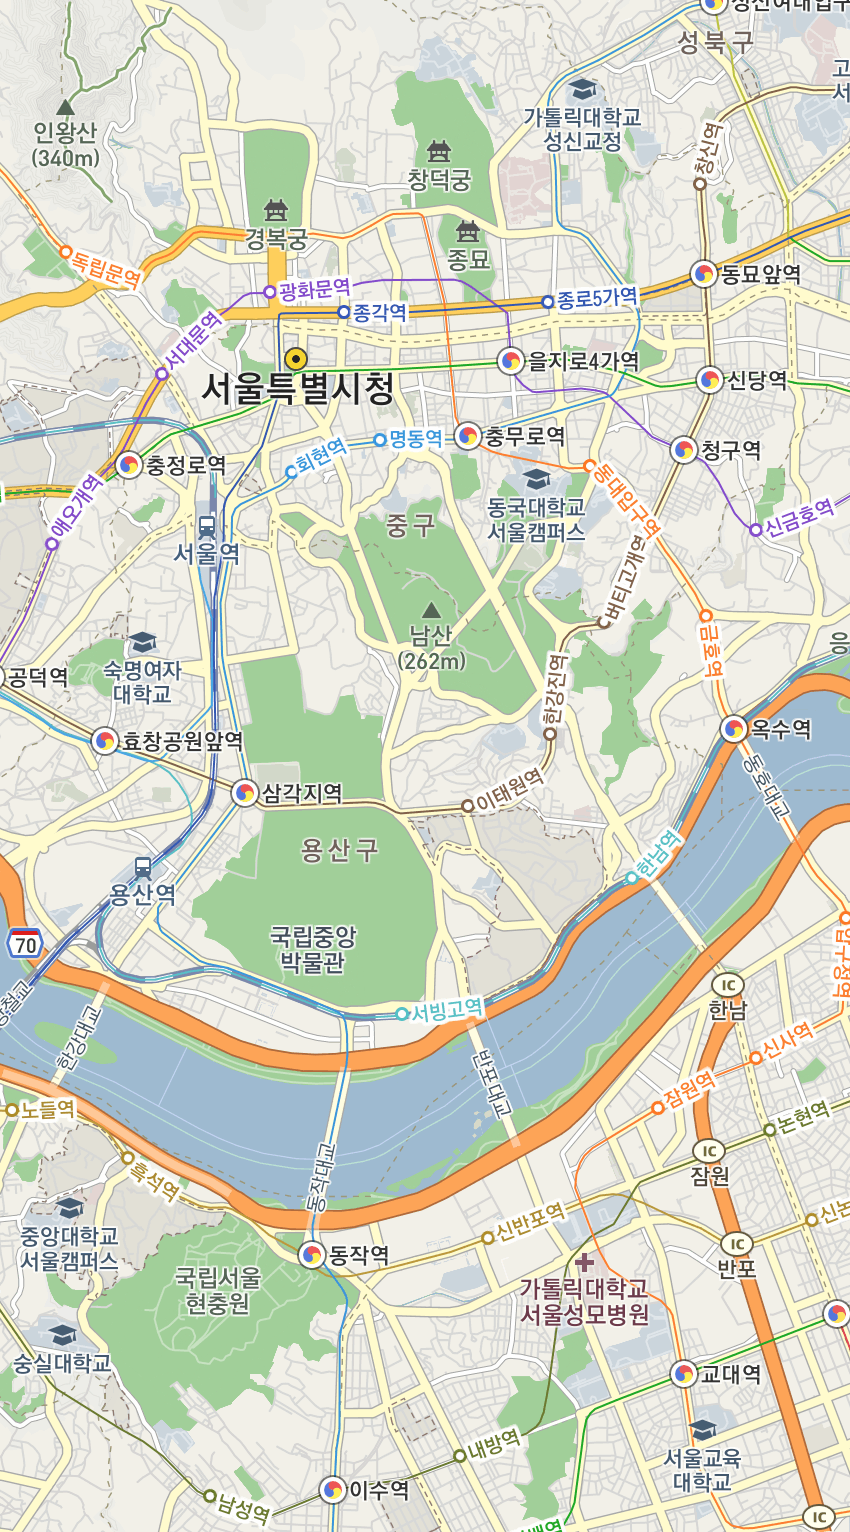 성신여대입구
성북구
인왕산
(340m)
가톨릭대학교
성신교정
창신역
창덕궁
경복궁
종묘
독립문역
광화문역
종로5가역
동묘앞역
종각역
서대문역
을지로4가역
서울특별시청
신당역
충정로역
회현역
명동역
충무로역
청구역
애오개역
동대입구역
동국대학교
서울캠퍼스
신금호역
중구
서울역
버티고개역
남산
(262m)
금호역
숙명여자
대학교
공덕역
한강진역
효창공원앞역
옥수역
동호대교
삼각지역
이태원역
용산구
한남역
용산역
국립중앙
박물관
70
압구정역
IC
한남
서빙고역
한강대교
반포대교
신사역
잠원역
노들역
논현역
흑석역
동작대교
IC
잠원
중앙대학교
서울캠퍼스
신반포역
동작역
IC
반포
국립서울
현충원
가톨릭대학교
서울성모병원
숭실대학교
교대역
내방역
서울교육
대학교
남성역
이수역
IC